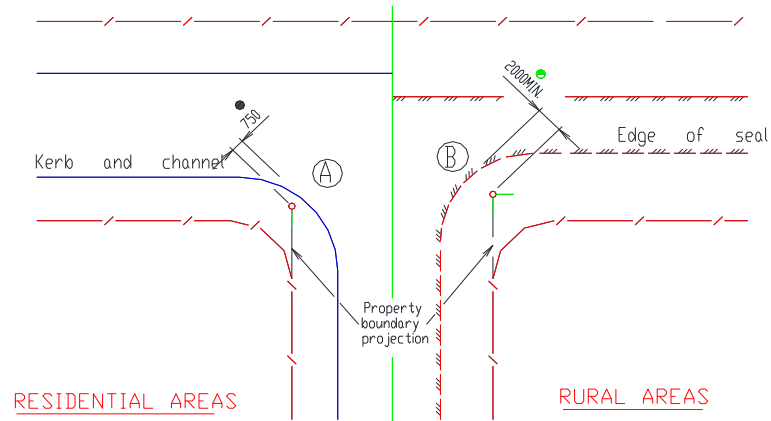 2000MIN.
750
Edge of seal
Kerb and channel
A
B
Property
boundary
projection
RESIDENTIAL AREAS
RURAL AREAS